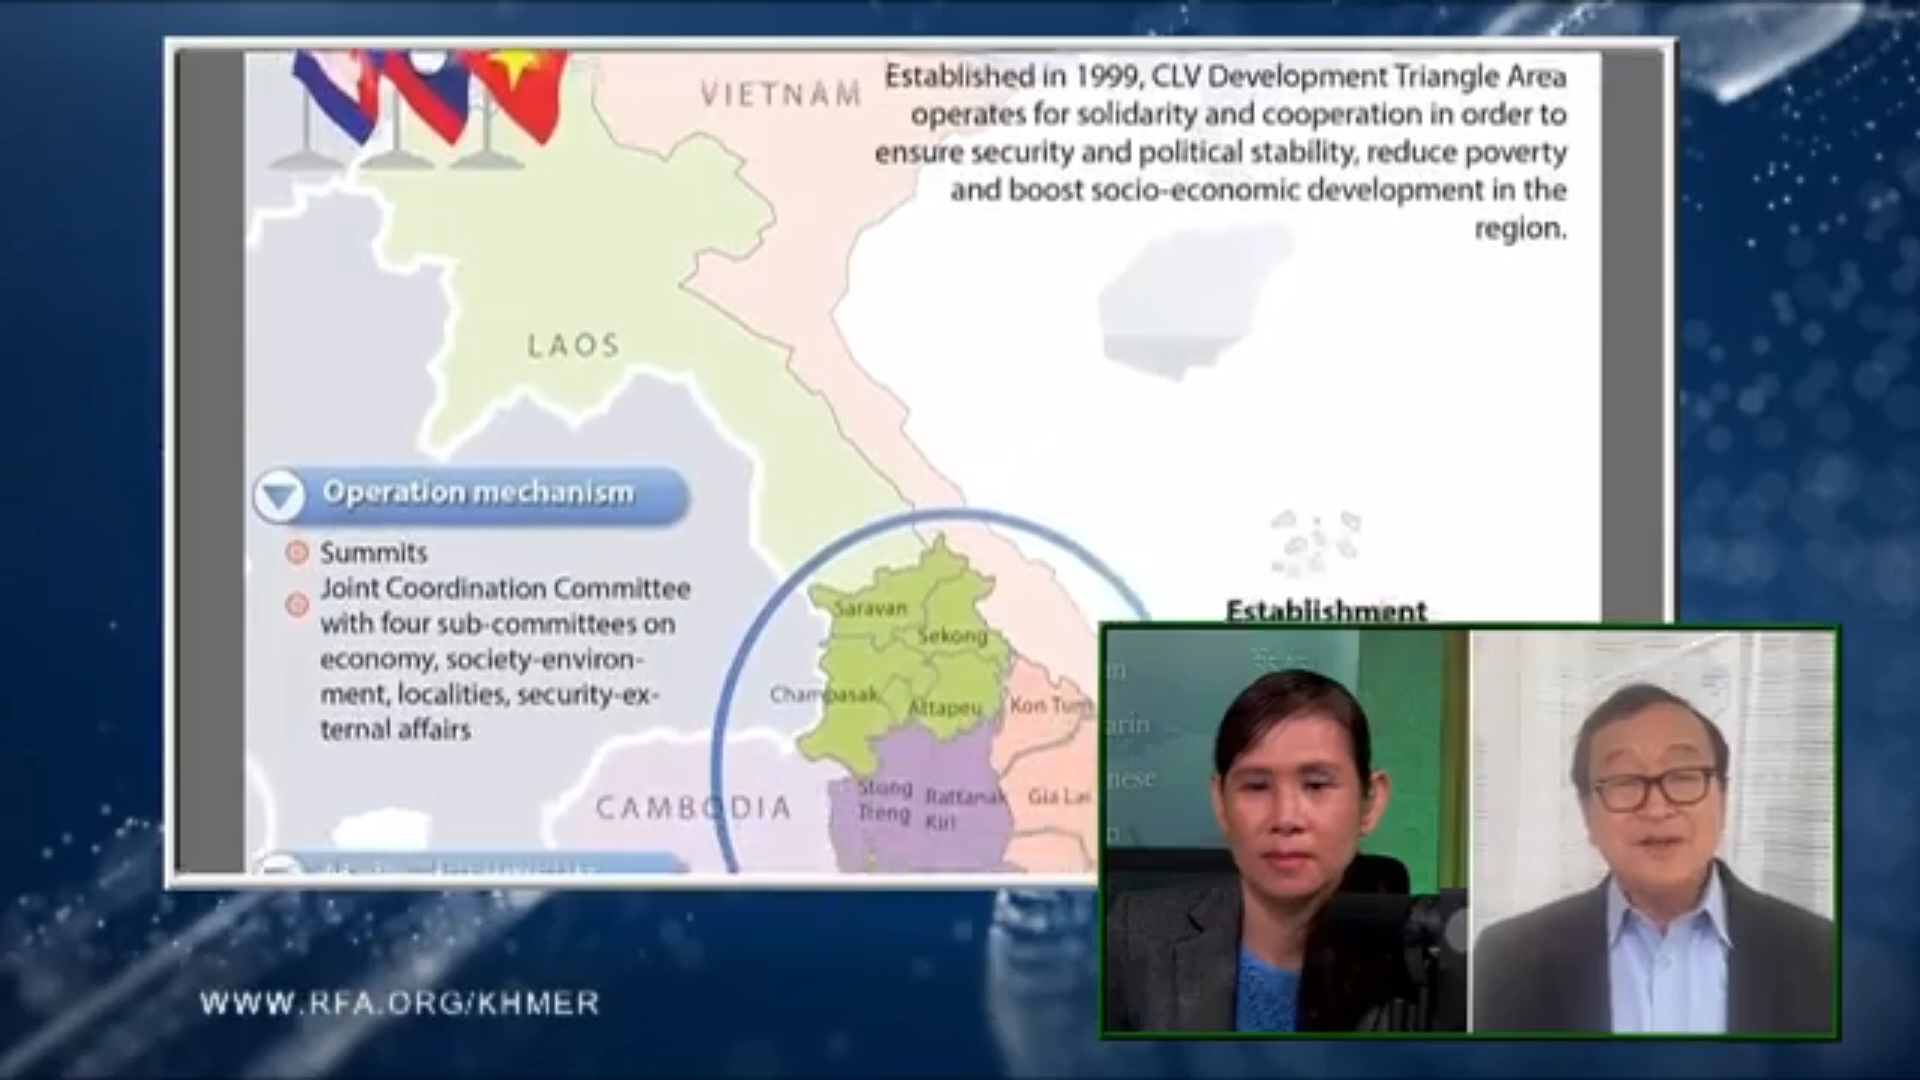 VIETNAM
Established in 1999, CLV Development Triangle Area
operates for solidarity and cooperation in order to
ensure security and political stability, reduce poverty
and boost socio-economic development in the
region.
LAOS
Operation mechanism
Summits
Joint Coordination Committee
with four sub-committees on
economy, society-environ-
ment, localities, security-ex-
ternal affairs
Establishment
Saravan
Sekong
Champasak
Attapeu
Kon Tum
CAMBODIA
Stung
Treng
Rattanak
Kiri
Gia Lai
WWW.RFA.ORG/KHMER